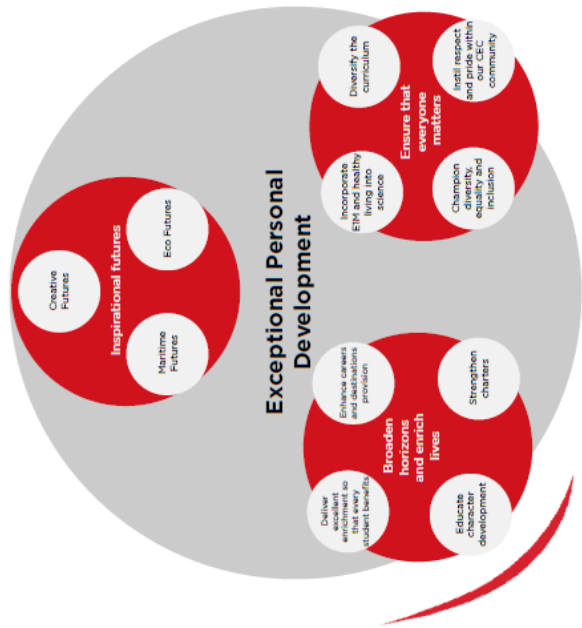 Exceptional Personal
Development
Inspirational futures
Creative
Futures
Maritime
Futures
Eco Futures
Broaden
horizons
and enrich
lives
Deliver
excellent
enrichment so
that every
student benefits
Enhance careers
and destinations
provision
Educate
character
development
Strengthen
charters
Ensure that
everyone
matters
Incorporate
E1M and healthy
living into
science
Diversify the
curriculum
Champion
diversity,
equality and
inclusion
Instil respect
and pride within
our CEC
community